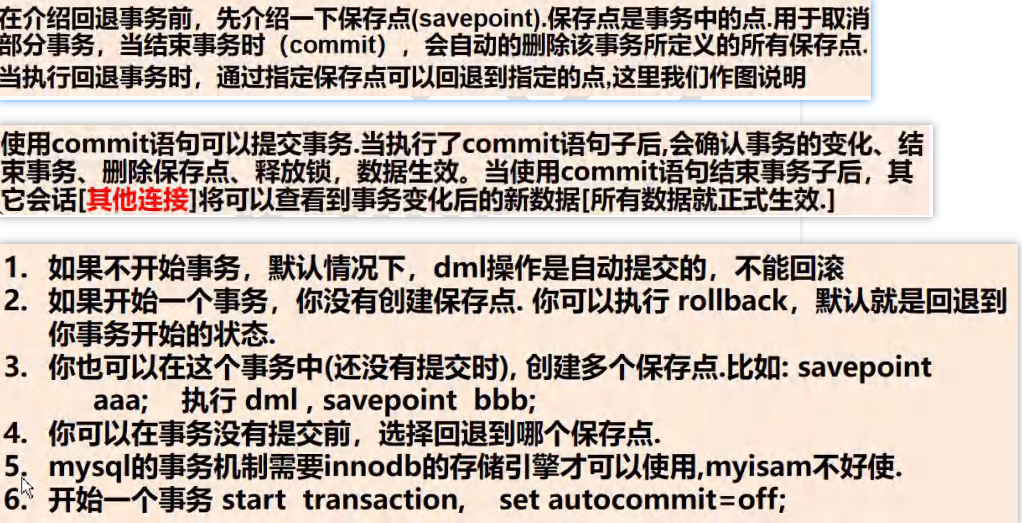 在介绍回退事务前，先介绍一下保存点(savepoint).保存点是事务中的点.用于取消
部分事务，当结束事务时（commit），会自动的删除该事务所定义的所有保存点.
当执行回退事务时，通过指定保存点可以回退到指定的点,这里我们作图说明
使用commit语句可以提交事务.当执行了commit语句子后,会确认事务的变化、结
束事务、删除保存点、释放锁，数据生效。当使用commit语句结束事务子后，其
它会话[其他连接]将可以查看到事务变化后的新数据[所有数据就正式生效.]
1. 如果不开始事务，默认情况下，dml操作是自动提交的，不能回滚
2. 如果开始一个事务，你没有创建保存点. 你可以执行 rollback，默认就是回退到
你事务开始的状态.
3. 你也可以在这个事务中(还没有提交时), 创建多个保存点.比如: savepoint
aaa; 执行 dml , savepoint bbb;
4. 你可以在事务没有提交前，选择回退到哪个保存点.
5. mysql的事务机制需要innodb的存储引擎才可以使用,myisam不好使.
6. 开始一个事务 start transaction, set autocommit=off;